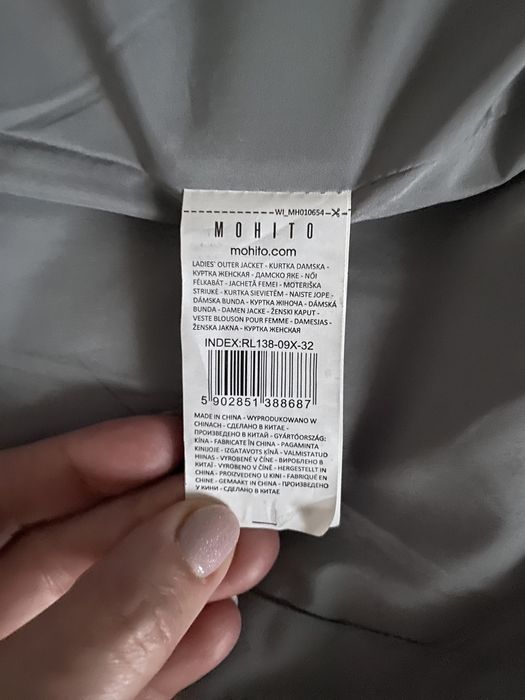 WI_MH010654
MOHITO
mohito.com
LADIES' OUTER JACKET - KURTKA DAMSKA -
КУРТКА ЖЕНСКАЯ - ДАМСКО ЯКЕ - NŐI
FÉLKABÁT - JACHETĂ FEMEI - MOTERIŠKA
STRIUKĖ - KURTKA SIEVIETĒM - NAISTE JOPE -
DÁMSKA BUNDA - КУРТКА ЖІНОЧА - DÁMSKÁ
BUNDA - DAMEN JACKE - ŽENSKI KAPUT -
VESTE BLOUSON POUR FEMME - DAMESJAS -
ŽENSKA JAKNA - КУРТКА ЖЕНСКАЯ
INDEX:RL138-09X-32
5 902851 388687
MADE IN CHINA - WYPRODUKOWANO W
CHINACH - СДЕЛАНО В КИТАЕ -
ПРОИЗВЕДЕНО В КИТАЙ - GYÁRTÓORSZÁG:
KÍNA - FABRICATE ÎN CHINA - PAGAMINTA
KINIJOJE - IZGATAVOTS ĶĪNĀ - VALMISTATUD
HIINAS - VYROBENÉ V ČÍNE - ВИРОБЛЕНО В
КИТАЇ - VYROBENO V ČÍNĚ - HERGESTELLT IN
CHINA - PROIZVEDENO U KINI - FABRIQUÉ EN
CHINE - GEMAAKT IN CHINA - ПРОИЗВЕДЕНО
У КИНИ - СДЕЛАНО В КИТАЕ